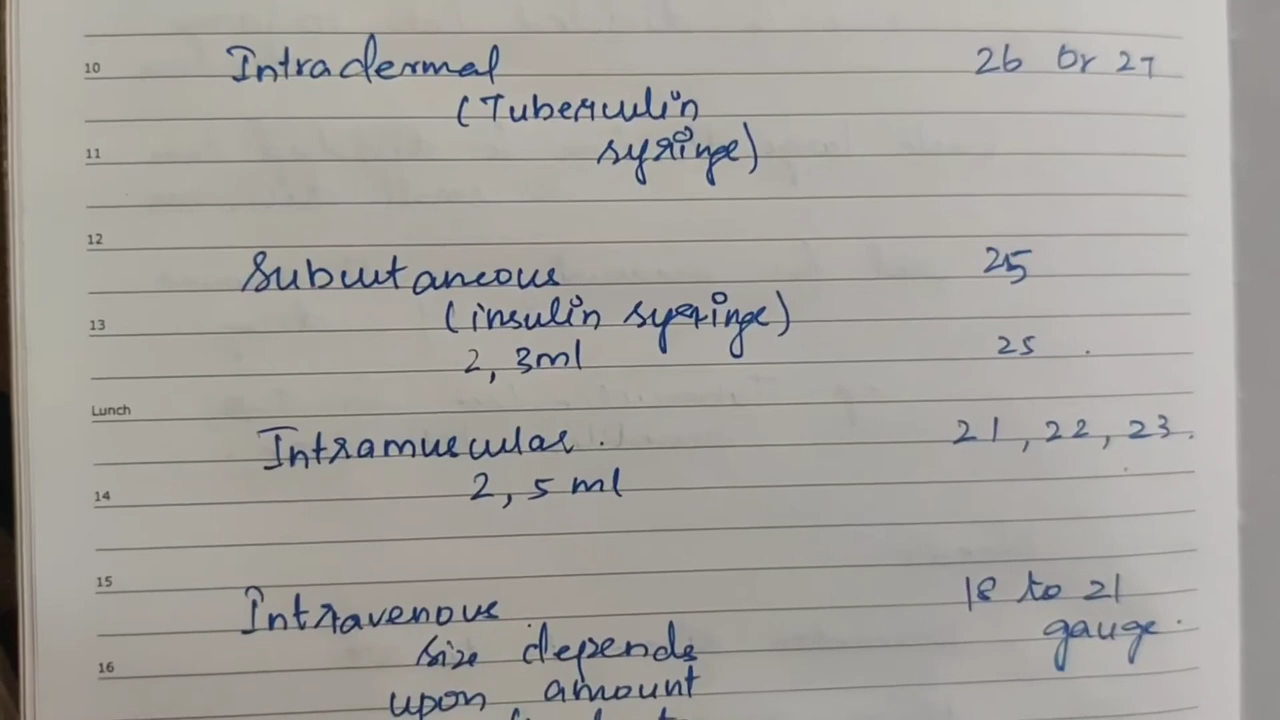 10 Intradermal 26 or 27
(Tuberculin
11 syringe)
12
Subcutaneous 25
13 (insulin syringe)
2, 3ml 25 .
Lunch
Intramuscular . 21, 22, 23.
14 2, 5 ml
15
Intravenous 18 to 21
size depends gauge.
16
upon amount